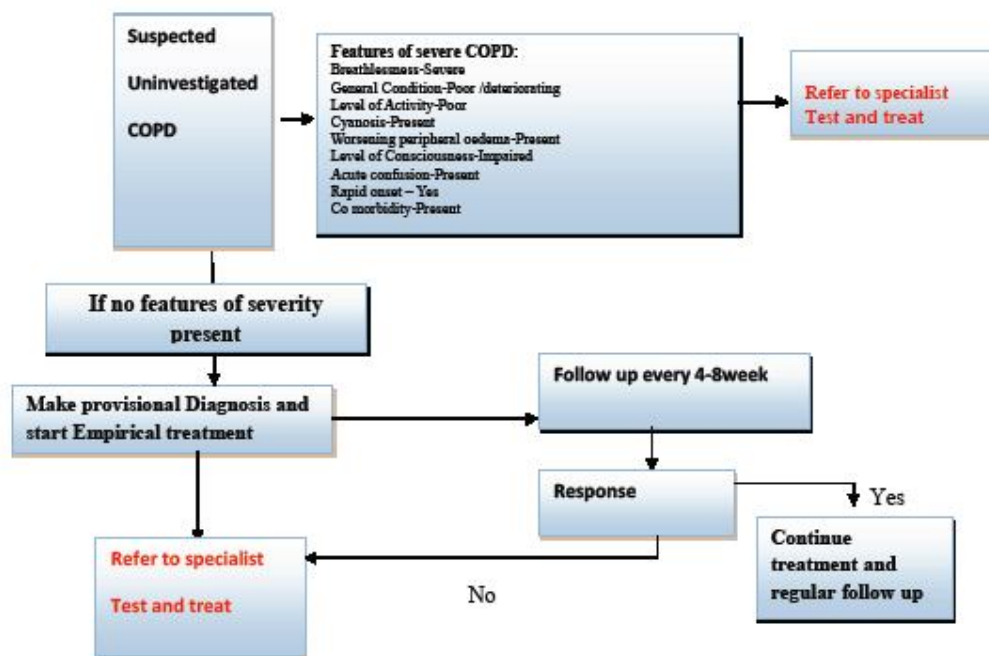 Suspected
Uninvestigated
COPD
Features of severe COPD:
Breathlessness-Severe
General Condition-Poor /deteriorating
Level of Activity-Poor
Cyanosis-Present
Worsening peripheral oedema-Present
Level of Consciousness-Impaired
Acute confusion-Present
Rapid onset – Yes
Co morbidity-Present
Refer to specialist
Test and treat
If no features of severity
present
Make provisional Diagnosis and
start Empirical treatment
Follow up every 4-8week
Response
Yes
Continue
treatment and
regular follow up
No
Refer to specialist
Test and treat